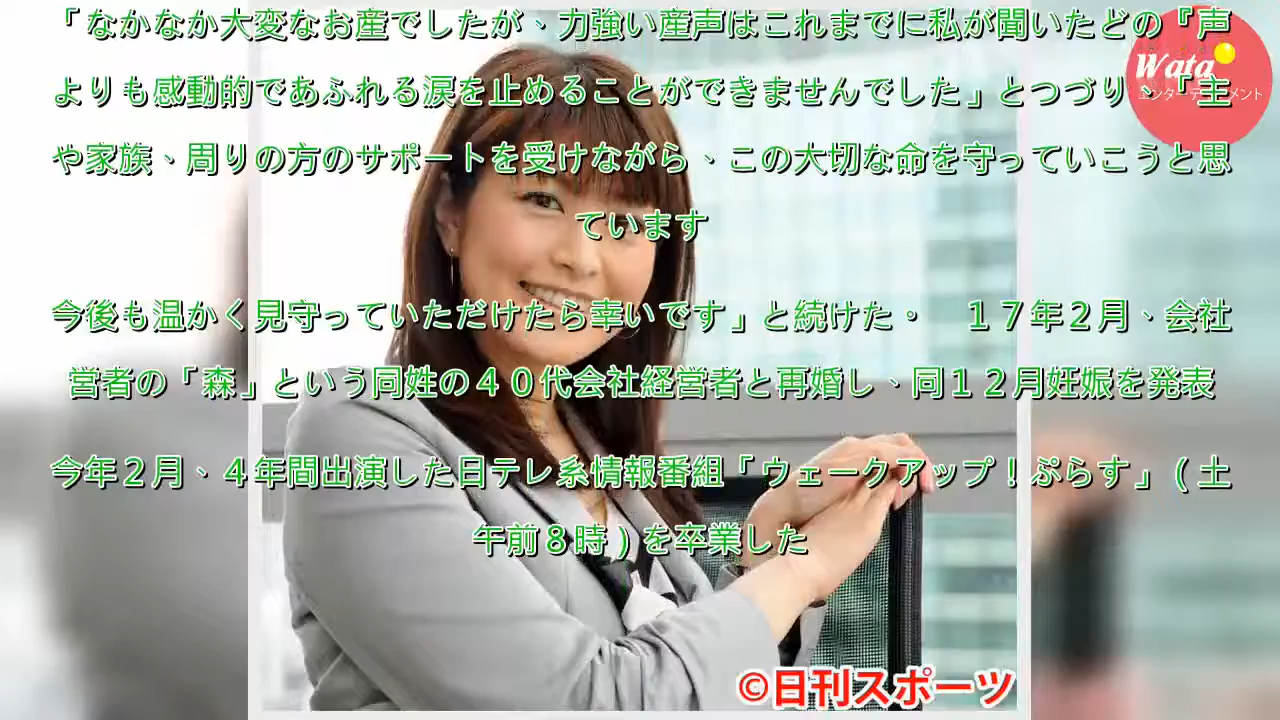 「なかなか大変なお産でしたが、力強い産声はこれまでに私が聞いたどの『声
よりも感動的であふれる涙を止めることができませんでした」とつづり、「主
や家族、周りの方のサポートを受けながら、この大切な命を守っていこうと思
ています
今後も温かく見守っていただけたら幸いです」と続けた・　１７年２月、会社
営者の「森」という同姓の４０代会社経営者と再婚し、同１２月妊娠を発表
今年２月、４年間出演した日テレ系情報番組「ウェークアップ！ぷらす」(土
午前８時)を卒業した
Wata
エンターテイメント
©日刊スポーツ